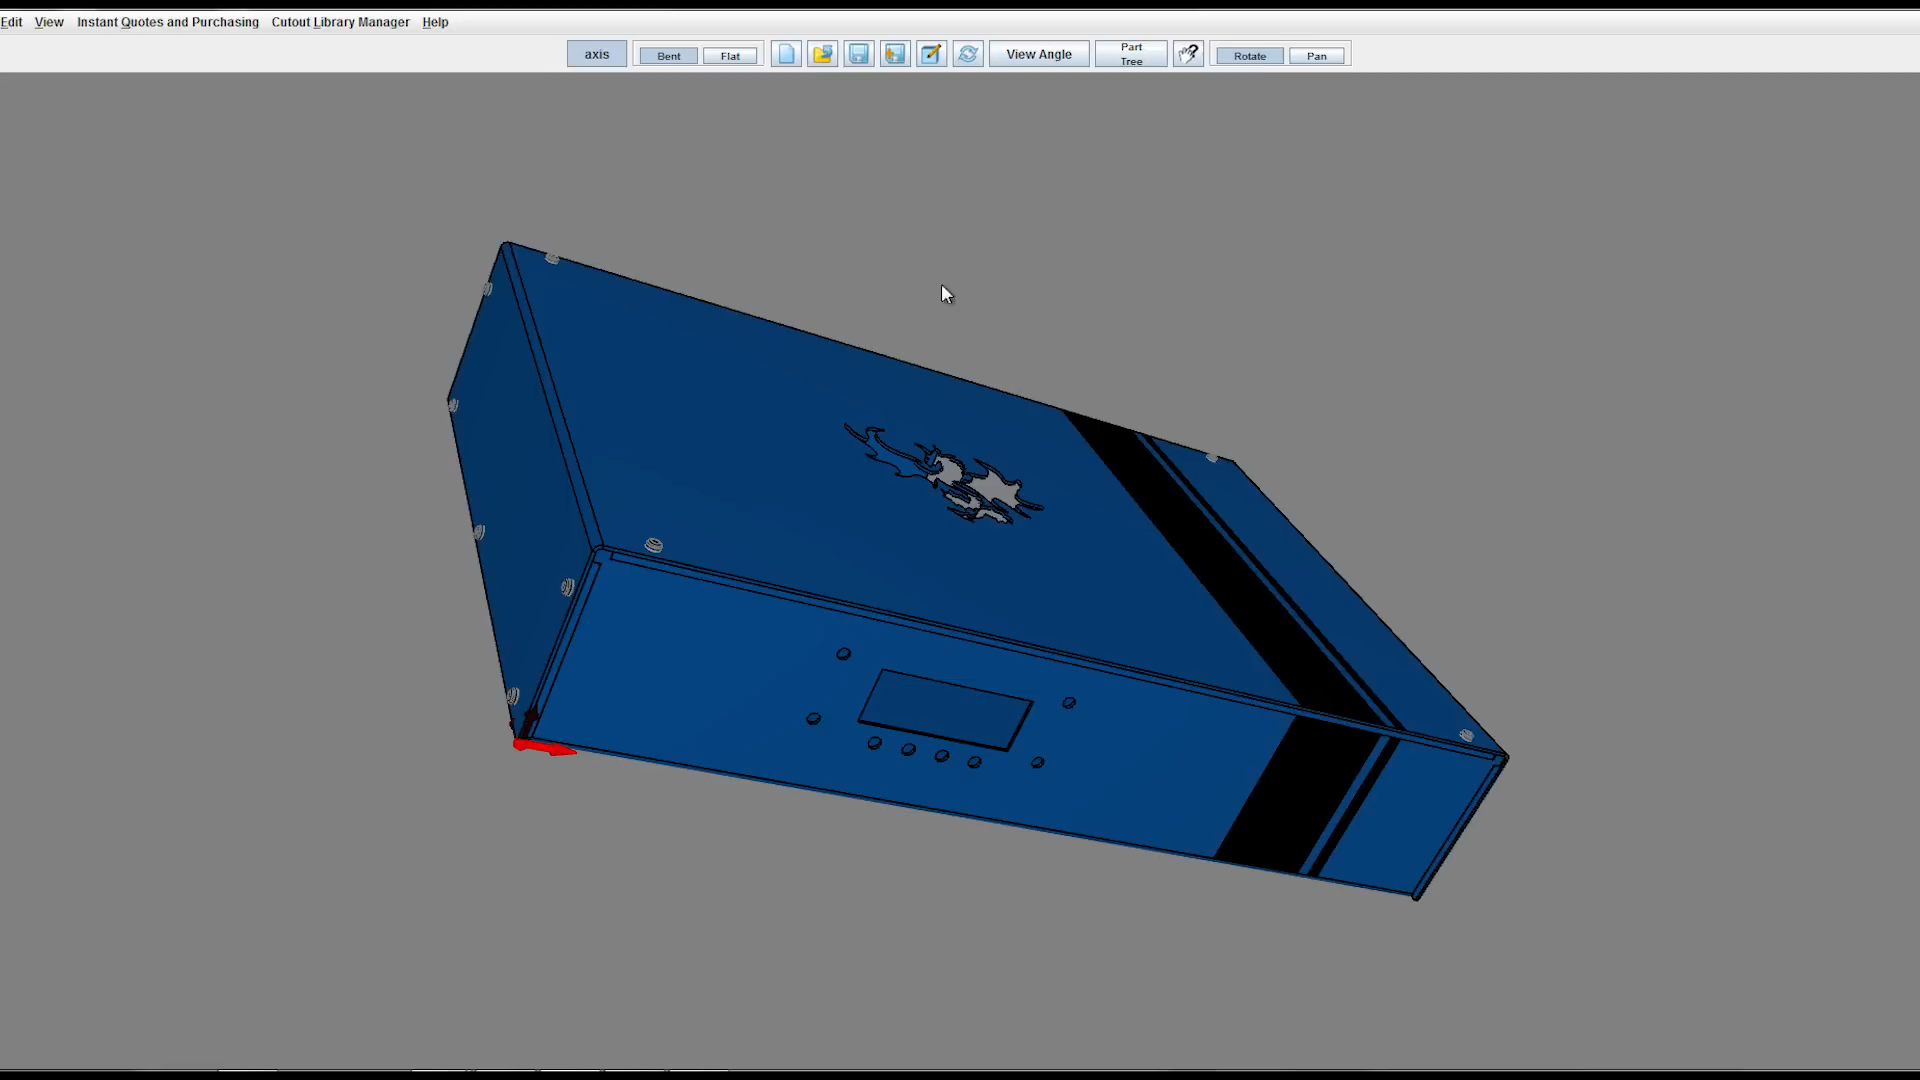 Edit View Instant Quotes and Purchasing Cutout Library Manager Help
axis Bent Flat View Angle Part Tree Rotate Pan